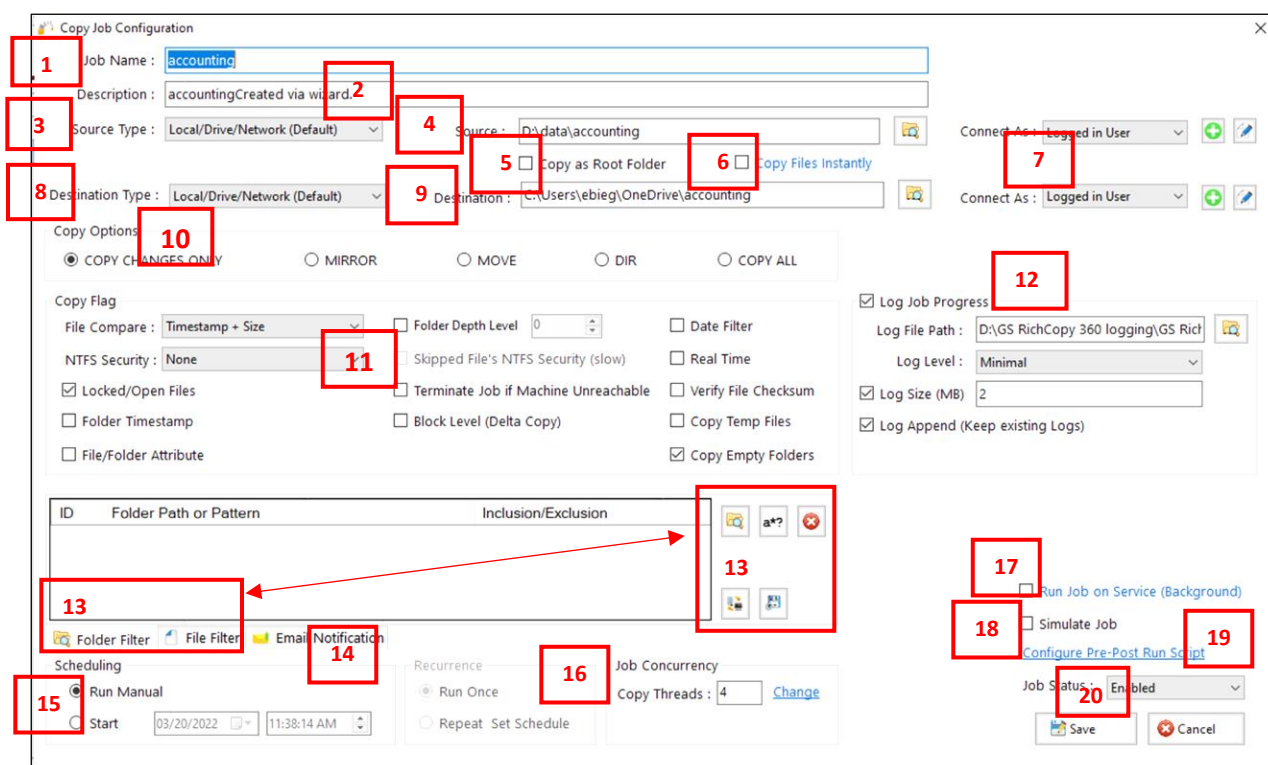 Copy Job Configuration
1 Job Name : accounting
Description : accountingCreated via wizard. 2
3 Source Type : Local/Drive/Network (Default) 4 Source : D:\data\accounting Connect As : Logged in User
5 Copy as Root Folder 6 Copy Files Instantly 7
8 Destination Type : Local/Drive/Network (Default) 9 Destination : C:\Users\ebieg\OneDrive\accounting Connect As : Logged in User
Copy Options 10
COPY CHANGES ONLY MIRROR MOVE DIR COPY ALL
12
Copy Flag Log Job Progress
File Compare : Timestamp + Size Folder Depth Level 0 Date Filter Log File Path : D:\GS RichCopy 360 logging\GS Rich
NTFS Security : None 11 Skipped File's NTFS Security (slow) Real Time Log Level : Minimal
Locked/Open Files Terminate Job if Machine Unreachable Verify File Checksum Log Size (MB) 2
Folder Timestamp Block Level (Delta Copy) Copy Temp Files Log Append (Keep existing Logs)
File/Folder Attribute Copy Empty Folders
ID Folder Path or Pattern Inclusion/Exclusion a*?
13
17
Run Job on Service (Background)
13
18 Simulate Job 19
Folder Filter File Filter Email Notification
14
Configure Pre-Post Run Script
Scheduling Recurrence 16 Job Concurrency
15 Run Manual Run Once Copy Threads : 4 Change Job Status : 20 Enabled
Start 03/20/2022 11:38:14 AM Repeat Set Schedule
Save Cancel